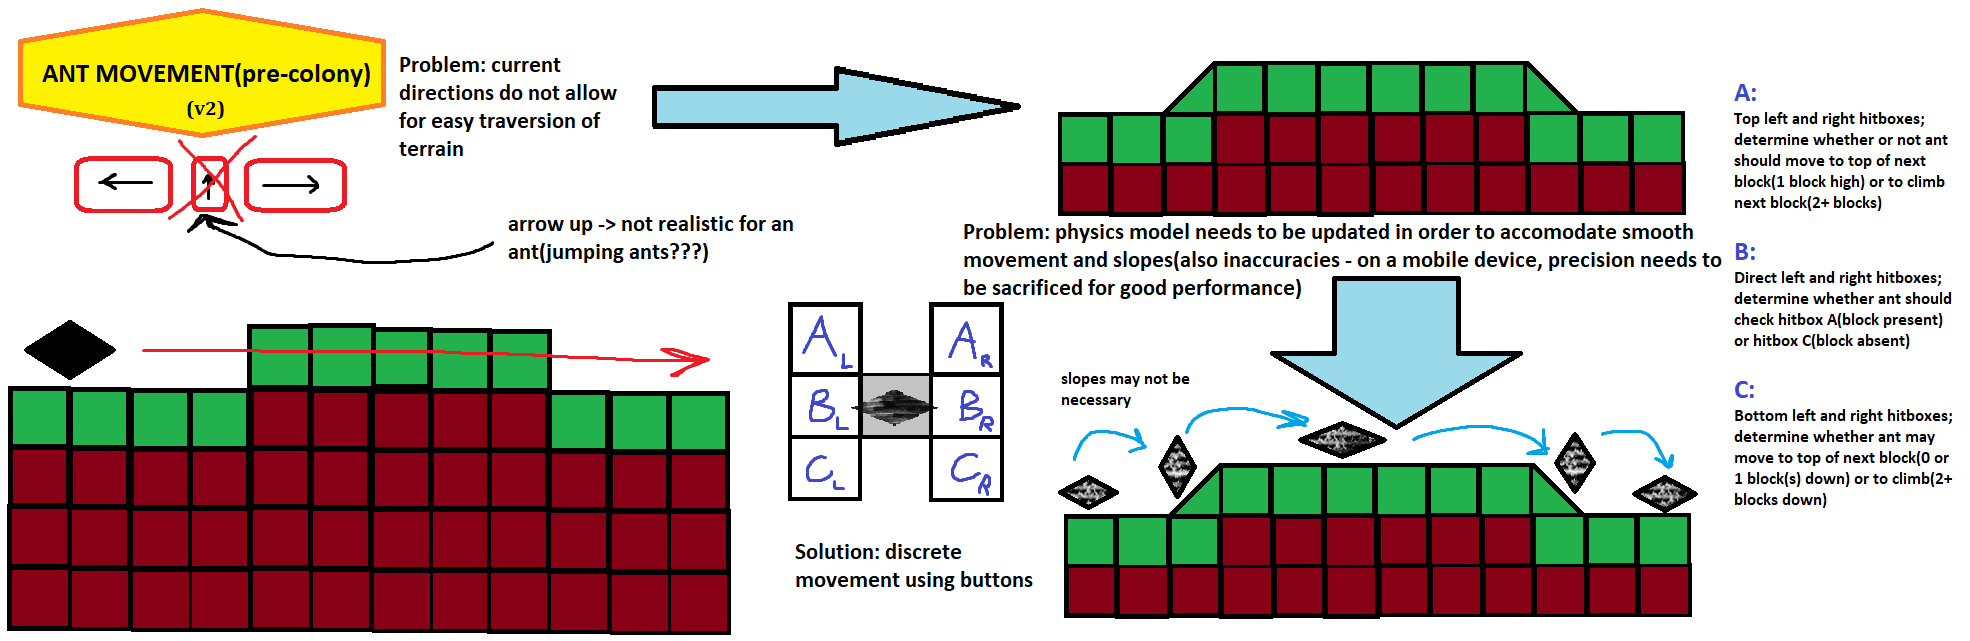 ANT MOVEMENT(pre-colony)
(v2)
Problem: current
directions do not allow
for easy traversion of
terrain
arrow up -> not realistic for an
ant(jumping ants???)
Problem: physics model needs to be updated in order to accomodate smooth
movement and slopes(also inaccuracies - on a mobile device, precision needs to
be sacrificed for good performance)
A L
A R
B L
B R
C L
C R
Solution: discrete
movement using buttons
slopes may not be
necessary
A:
Top left and right hitboxes;
determine whether or not ant
should move to top of next
block(1 block high) or to climb
next block(2+ blocks)
B:
Direct left and right hitboxes;
determine whether ant should
check hitbox A(block present)
or hitbox C(block absent)
C:
Bottom left and right hitboxes;
determine whether ant may
move to top of next block(0 or
1 block(s) down) or to climb(2+
blocks down)